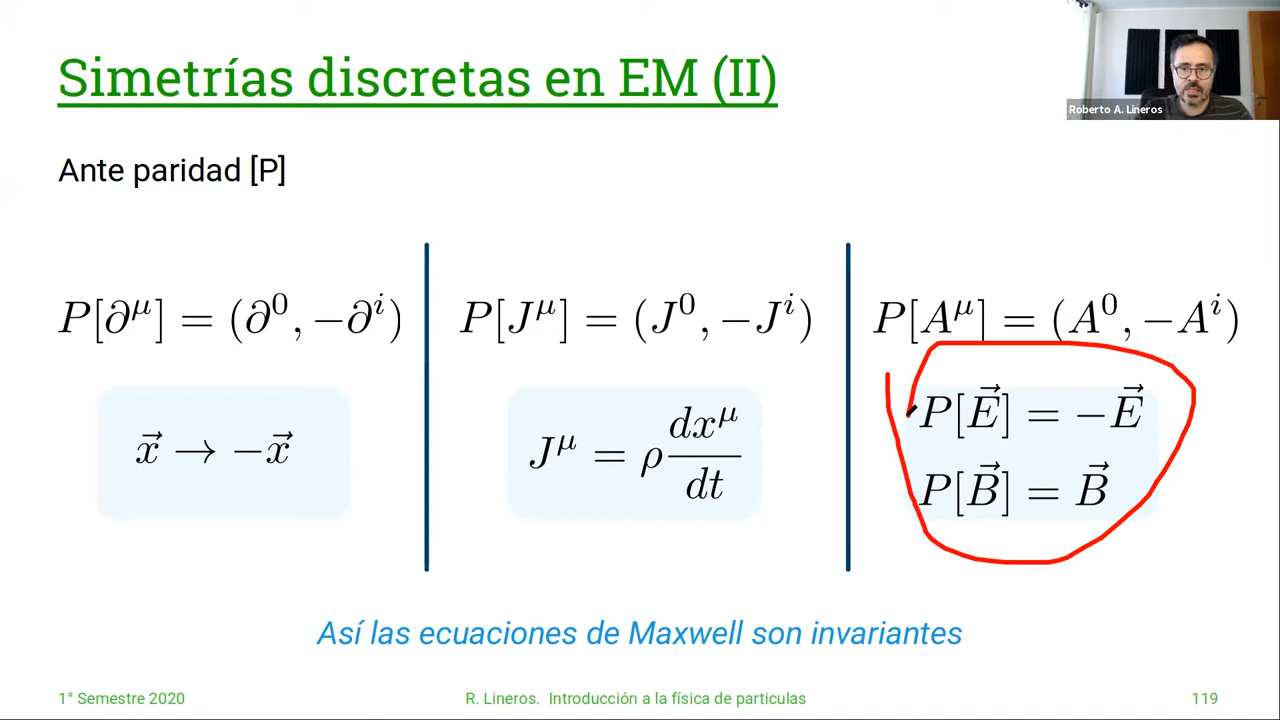 Simetrías discretas en EM (II)
Roberto A. Lineros
Ante paridad [P]
P[∂^μ] = (∂^0, −∂^i)
x⃗ → −x⃗
P[J^μ] = (J^0, −J^i)
J^μ = ρ dx^μ/dt
P[A^μ] = (A^0, −A^i)
P[E⃗] = −E⃗
P[B⃗] = B⃗
Así las ecuaciones de Maxwell son invariantes
1° Semestre 2020
R. Lineros. Introducción a la física de particulas
119